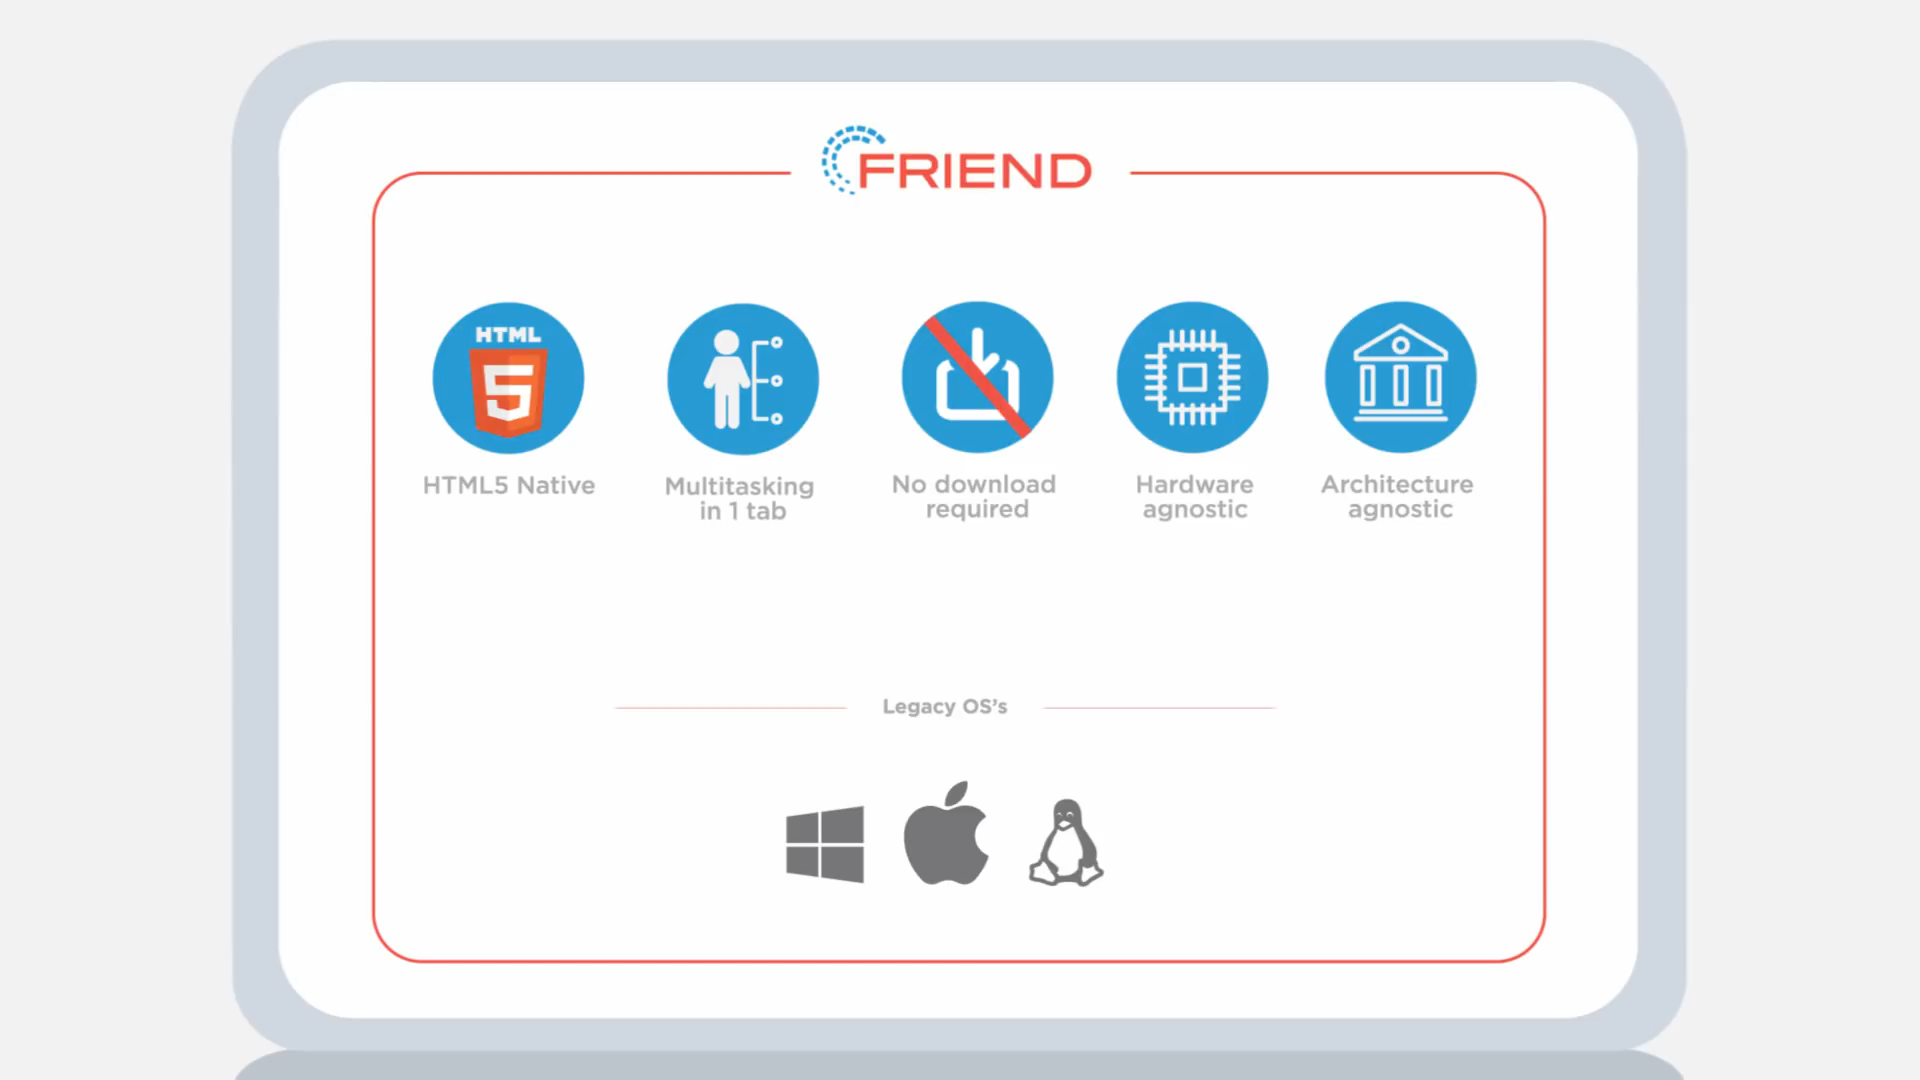 FRIEND
HTML
5
HTML5 Native
Multitasking
in 1 tab
No download
required
Hardware
agnostic
Architecture
agnostic
Legacy OS’s